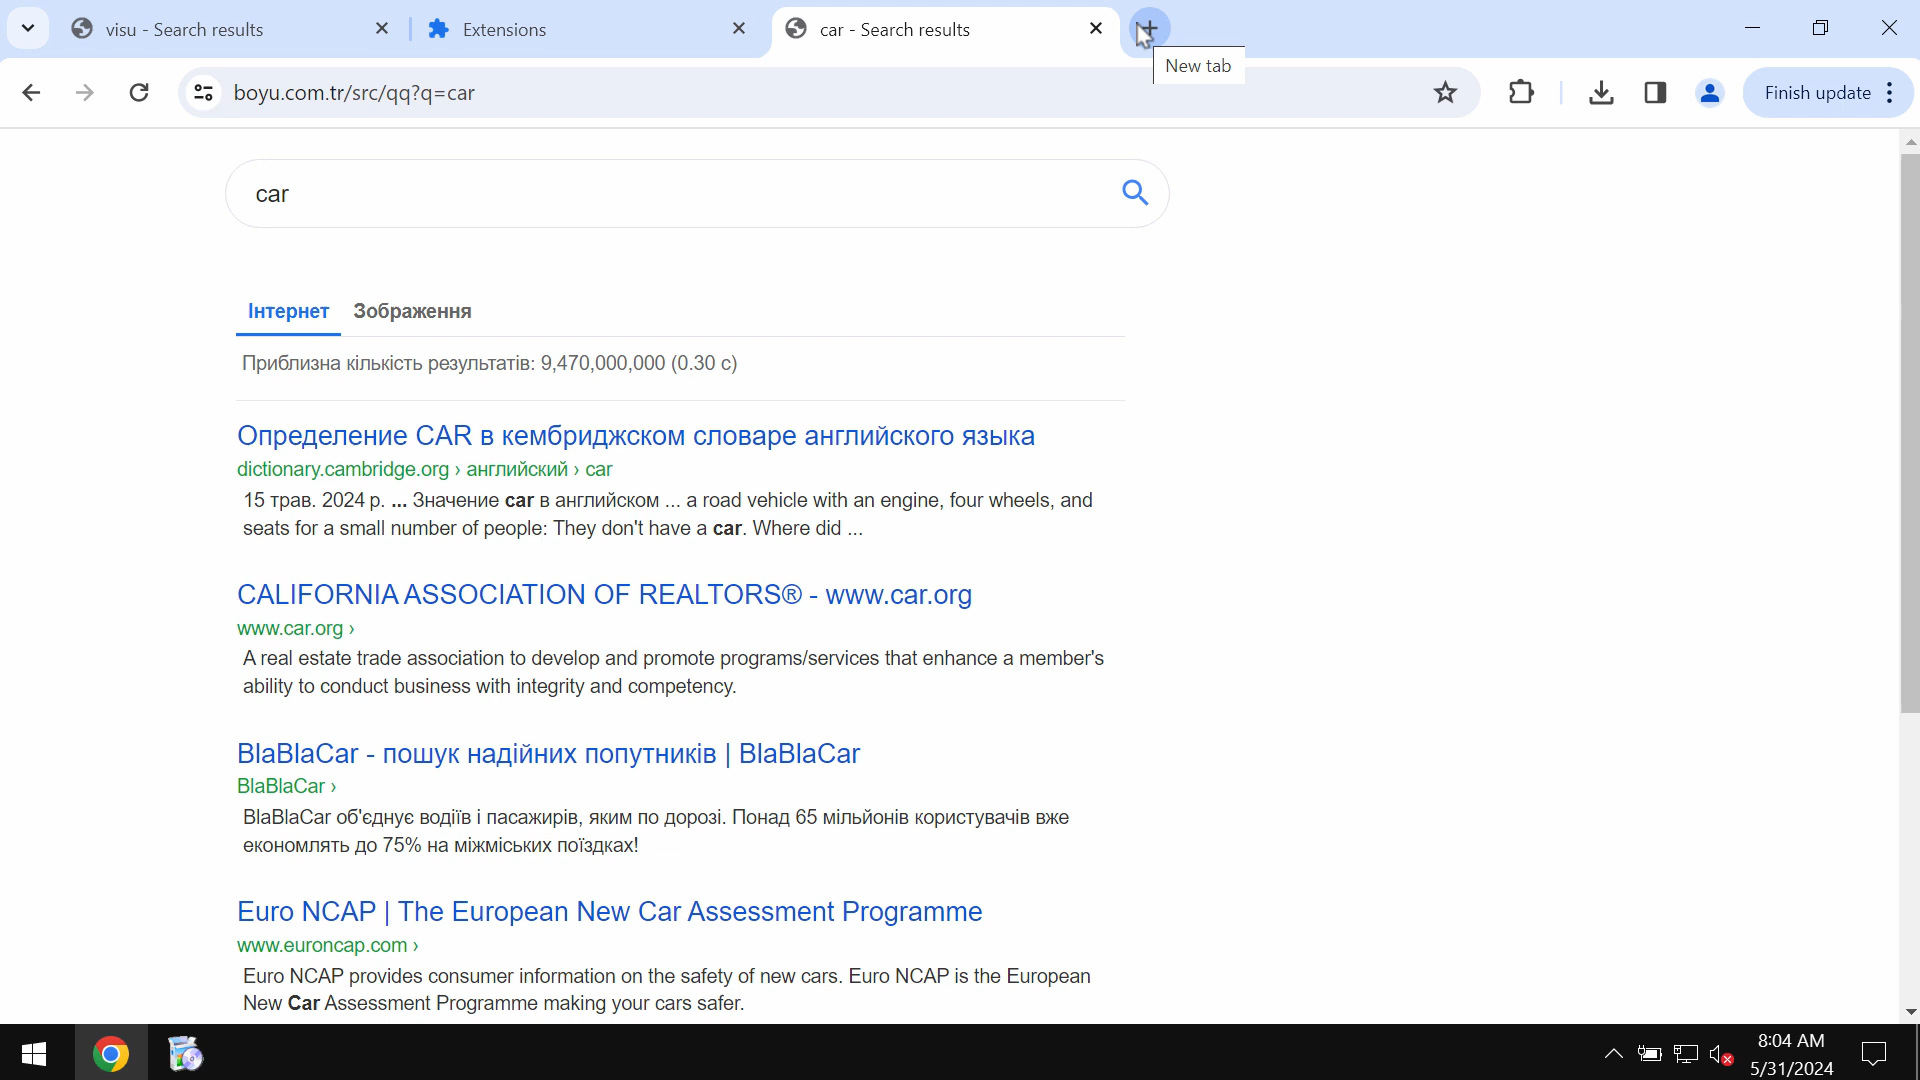 visu - Search results
Extensions
car - Search results
New tab
boyu.com.tr/src/qq?q=car
Finish update
car
Інтернет Зображення
Приблизна кількість результатів: 9,470,000,000 (0.30 с)
Определение CAR в кембриджском словаре английского языка
dictionary.cambridge.org › английский › car
15 трав. 2024 р. ... Значение car в английском ... a road vehicle with an engine, four wheels, and
seats for a small number of people: They don't have a car. Where did ...
CALIFORNIA ASSOCIATION OF REALTORS® - www.car.org
www.car.org ›
A real estate trade association to develop and promote programs/services that enhance a member's
ability to conduct business with integrity and competency.
BlaBlaCar - пошук надійних попутників | BlaBlaCar
BlaBlaCar ›
BlaBlaCar об'єднує водіїв і пасажирів, яким по дорозі. Понад 65 мільйонів користувачів вже
економлять до 75% на міжміських поїздках!
Euro NCAP | The European New Car Assessment Programme
www.euroncap.com ›
Euro NCAP provides consumer information on the safety of new cars. Euro NCAP is the European
New Car Assessment Programme making your cars safer.
8:04 AM
5/31/2024